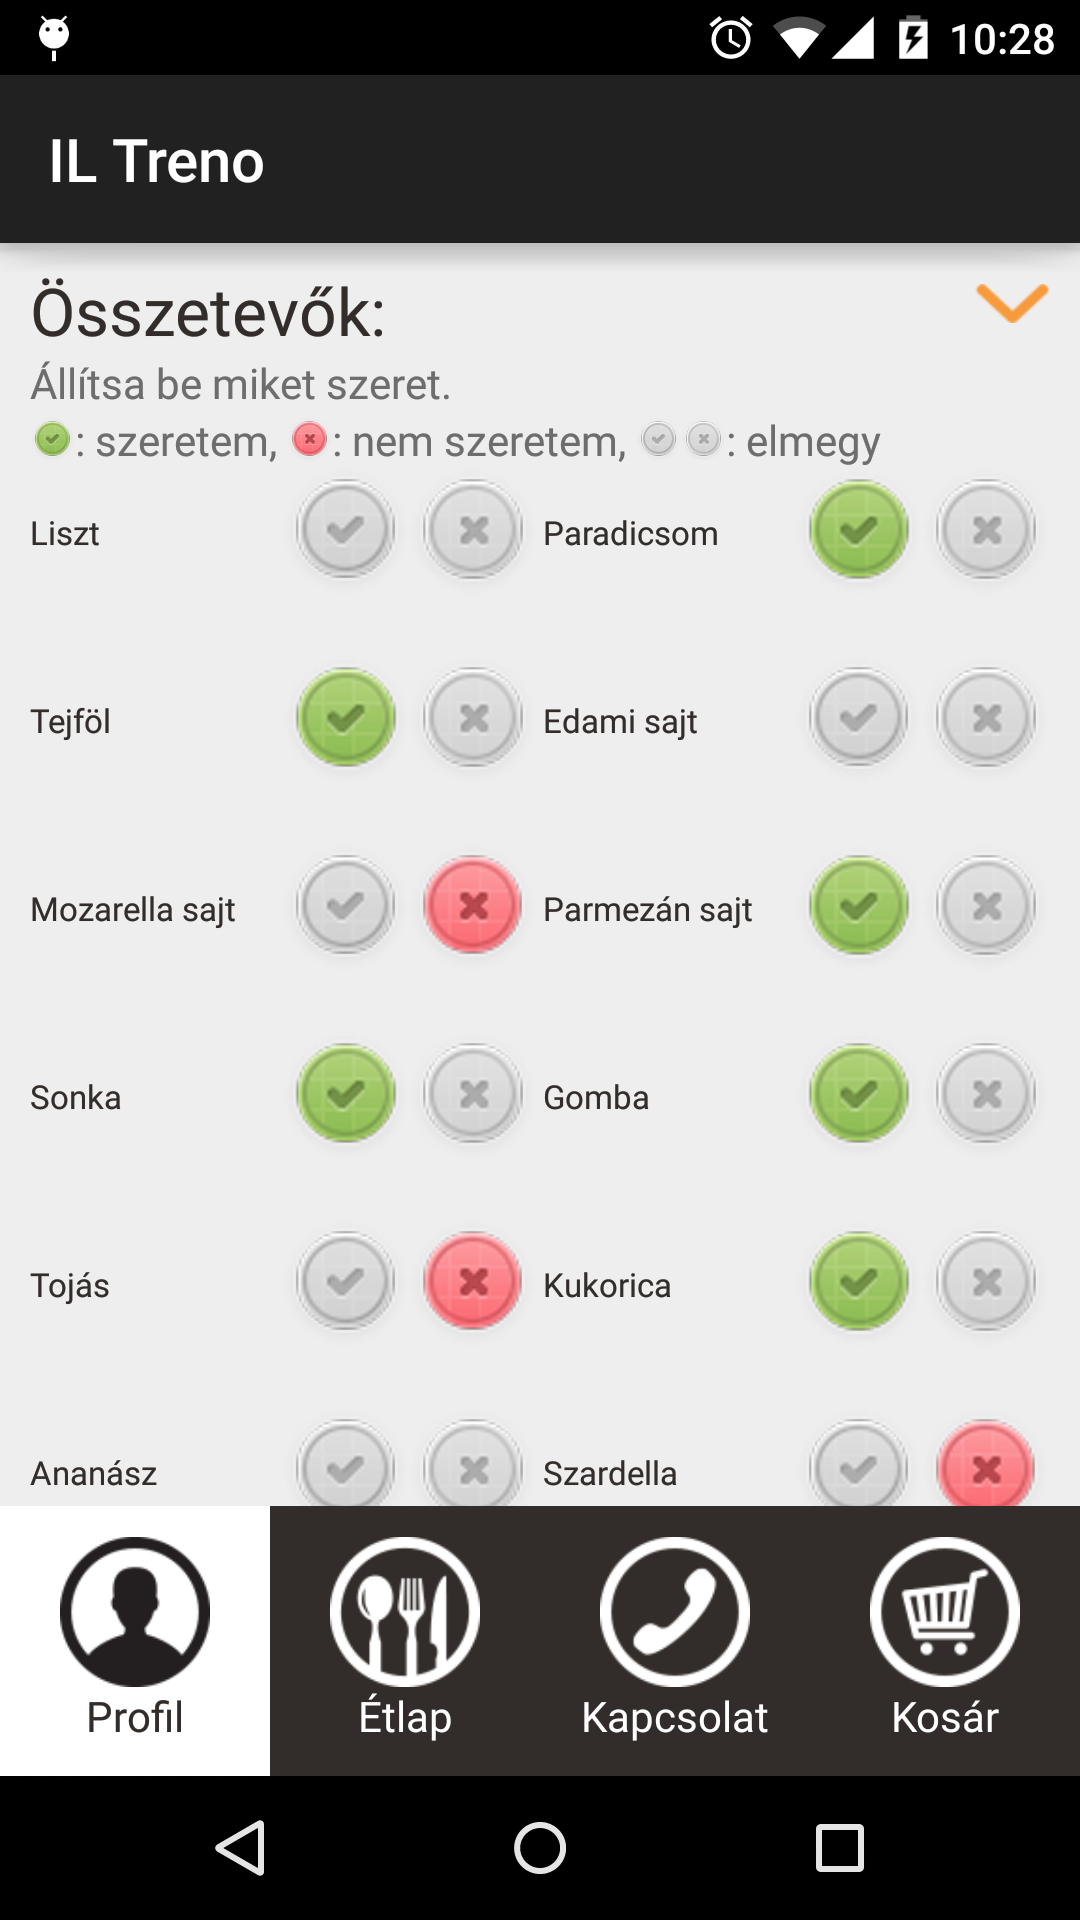 10:28
IL Treno
Összetevők:
Állítsa be miket szeret.
: szeretem, : nem szeretem, : elmegy
Liszt Paradicsom
Tejföl Edami sajt
Mozarella sajt Parmezán sajt
Sonka Gomba
Tojás Kukorica
Ananász Szardella
Profil Étlap Kapcsolat Kosár